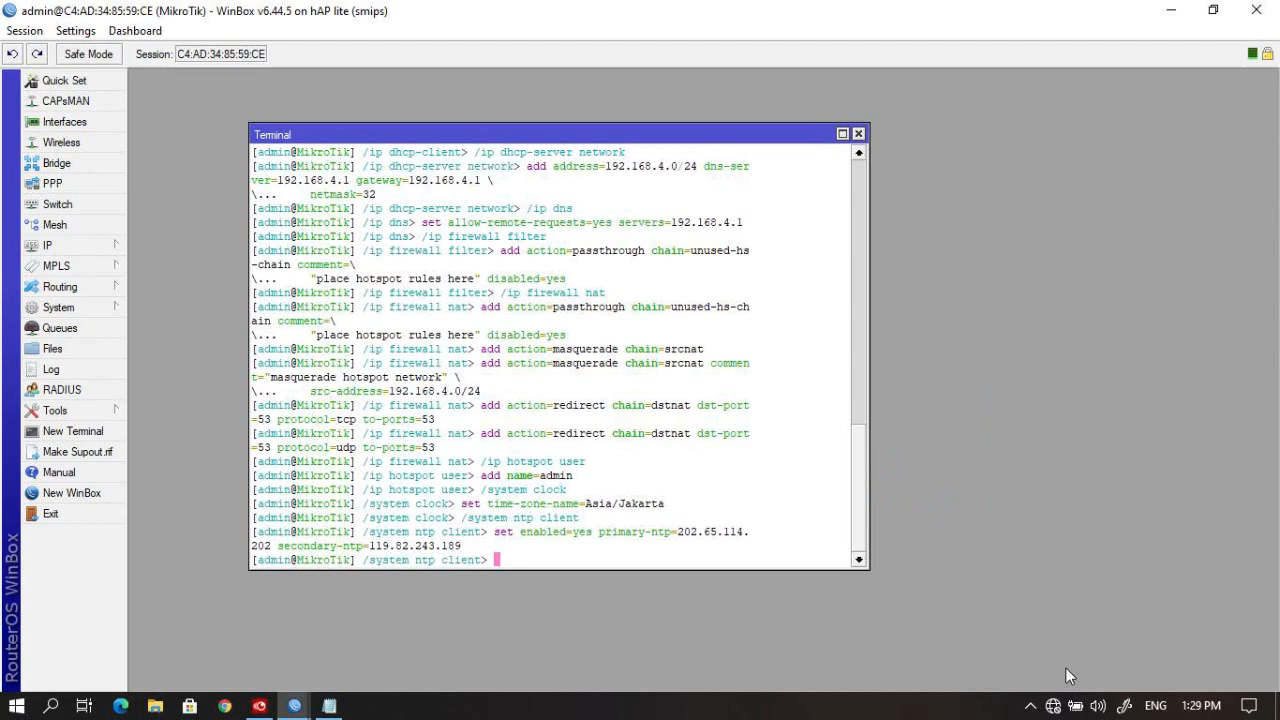 admin@C4:AD:34:85:59:CE (MikroTik) - WinBox v6.44.5 on hAP lite (smips)
Session Settings Dashboard
Safe Mode Session: C4:AD:34:85:59:CE
Quick Set
CAPsMAN
Interfaces
Wireless
Bridge
PPP
Switch
Mesh
IP
MPLS
Routing
System
Queues
Files
Log
RADIUS
Tools
New Terminal
Make Supout.rif
Manual
New WinBox
Exit
RouterOS WinBox
Terminal
[admin@MikroTik] /ip dhcp-client> /ip dhcp-server network
[admin@MikroTik] /ip dhcp-server network> add address=192.168.4.0/24 dns-ser
ver=192.168.4.1 gateway=192.168.4.1 \
\... netmask=32
[admin@MikroTik] /ip dhcp-server network> /ip dns
[admin@MikroTik] /ip dns> set allow-remote-requests=yes servers=192.168.4.1
[admin@MikroTik] /ip dns> /ip firewall filter
[admin@MikroTik] /ip firewall filter> add action=passthrough chain=unused-hs
-chain comment=\
\... "place hotspot rules here" disabled=yes
[admin@MikroTik] /ip firewall filter> /ip firewall nat
[admin@MikroTik] /ip firewall nat> add action=passthrough chain=unused-hs-ch
ain comment=\
\... "place hotspot rules here" disabled=yes
[admin@MikroTik] /ip firewall nat> add action=masquerade chain=srcnat
[admin@MikroTik] /ip firewall nat> add action=masquerade chain=srcnat commen
t="masquerade hotspot network" \
\... src-address=192.168.4.0/24
[admin@MikroTik] /ip firewall nat> add action=redirect chain=dstnat dst-port
=53 protocol=tcp to-ports=53
[admin@MikroTik] /ip firewall nat> add action=redirect chain=dstnat dst-port
=53 protocol=udp to-ports=53
[admin@MikroTik] /ip firewall nat> /ip hotspot user
[admin@MikroTik] /ip hotspot user> add name=admin
[admin@MikroTik] /ip hotspot user> /system clock
[admin@MikroTik] /system clock> set time-zone-name=Asia/Jakarta
[admin@MikroTik] /system clock> /system ntp client
[admin@MikroTik] /system ntp client> set enabled=yes primary-ntp=202.65.114.
202 secondary-ntp=119.82.243.189
[admin@MikroTik] /system ntp client>
ENG 1:29 PM